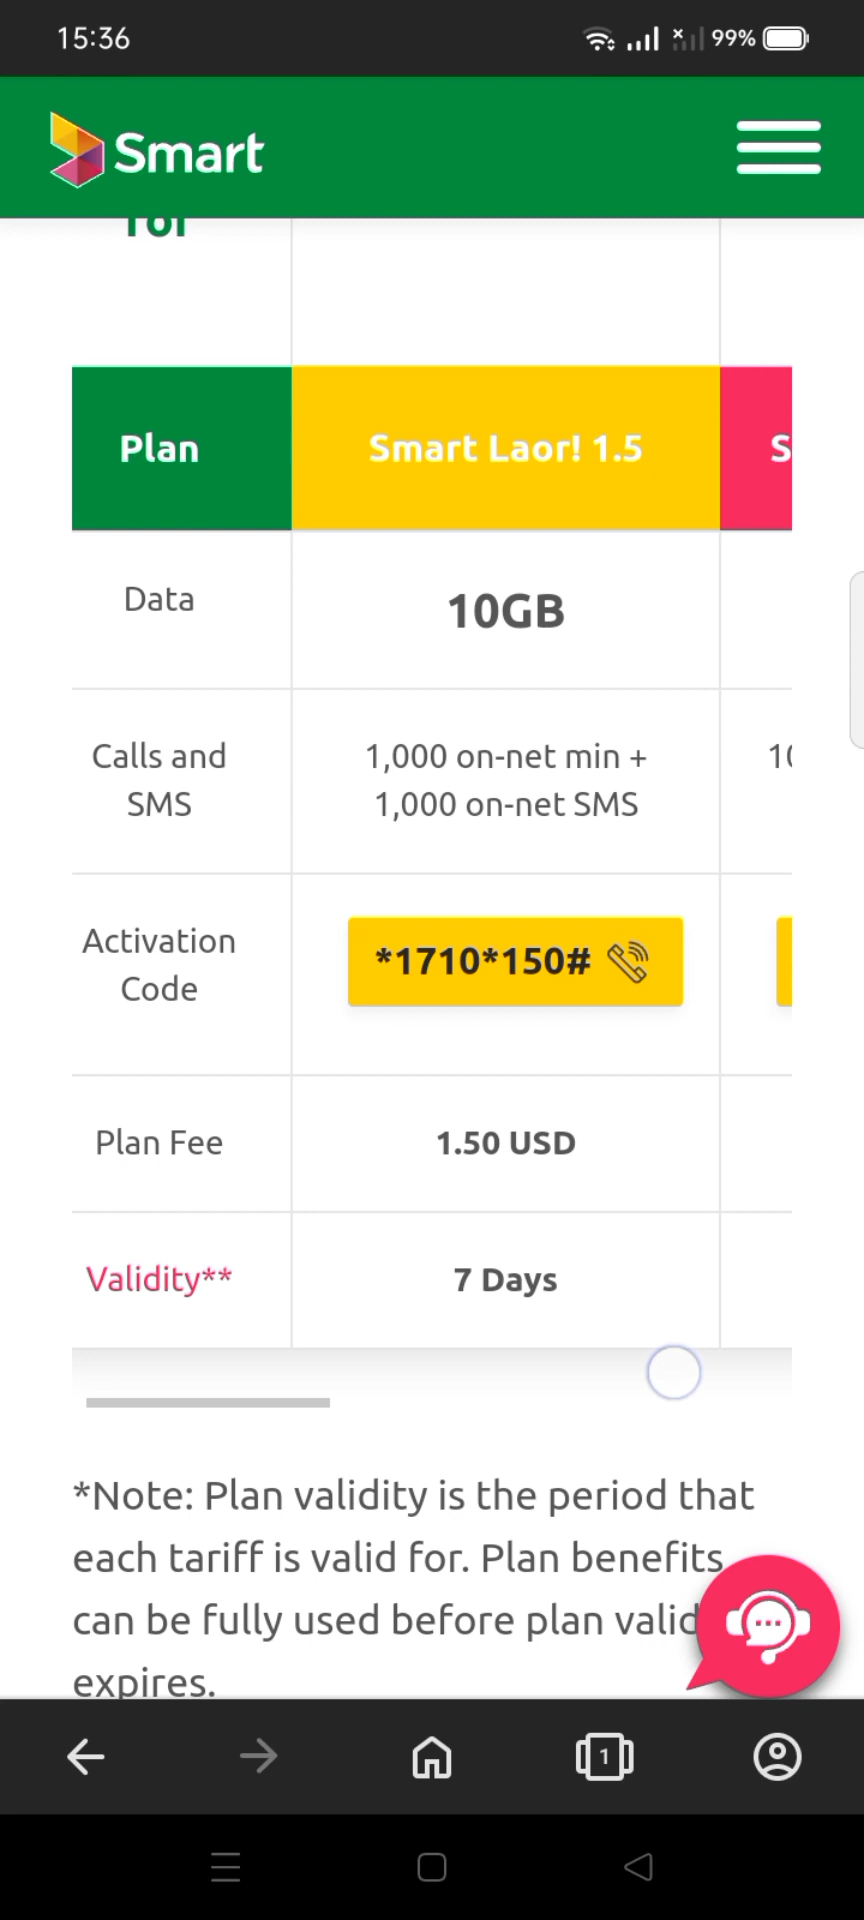 15:36
99%
Smart
for
Plan
Smart Laor! 1.5
S
Data
10GB
Calls and
SMS
1,000 on-net min +
1,000 on-net SMS
10
Activation
Code
*1710*150#
Plan Fee
1.50 USD
Validity**
7 Days
*Note: Plan validity is the period that
each tariff is valid for. Plan benefits
can be fully used before plan valid
expires.
1